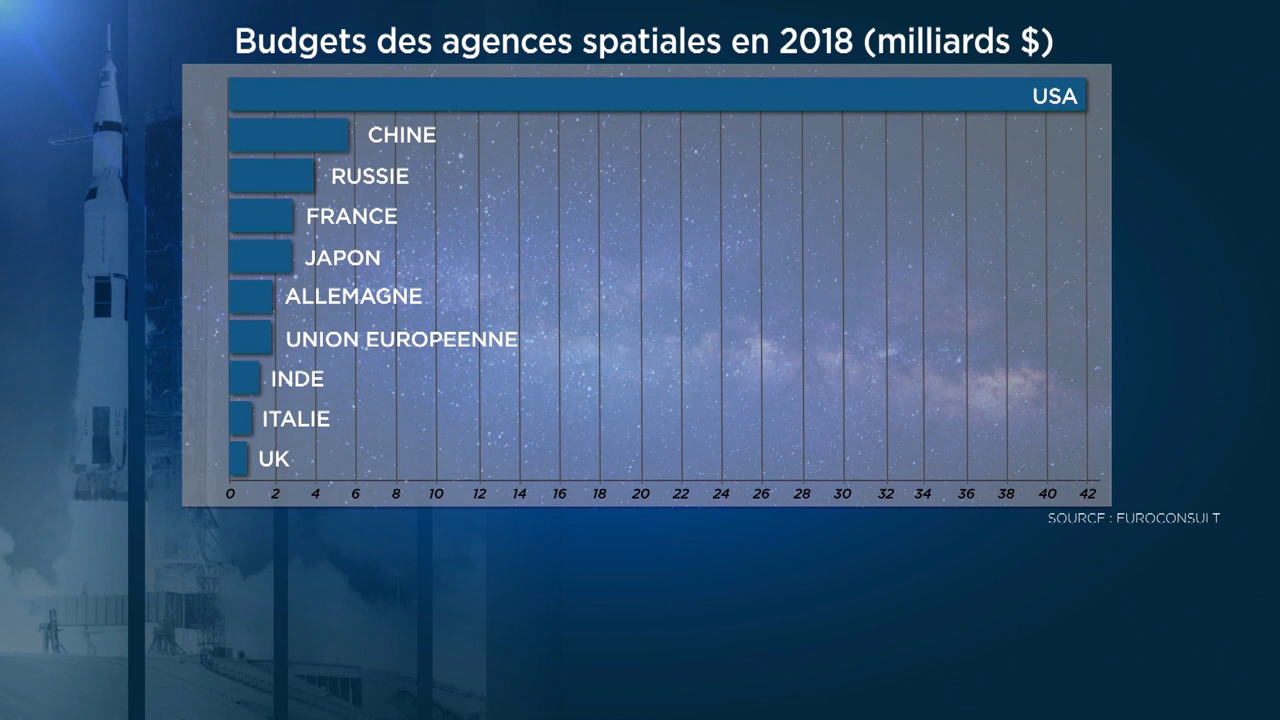 Budgets des agences spatiales en 2018 (milliards $)
USA
CHINE
RUSSIE
FRANCE
JAPON
ALLEMAGNE
UNION EUROPEENNE
INDE
ITALIE
UK
0 2 4 6 8 10 12 14 16 18 20 22 24 26 28 30 32 34 36 38 40 42
SOURCE : EUROCONSULT
USA